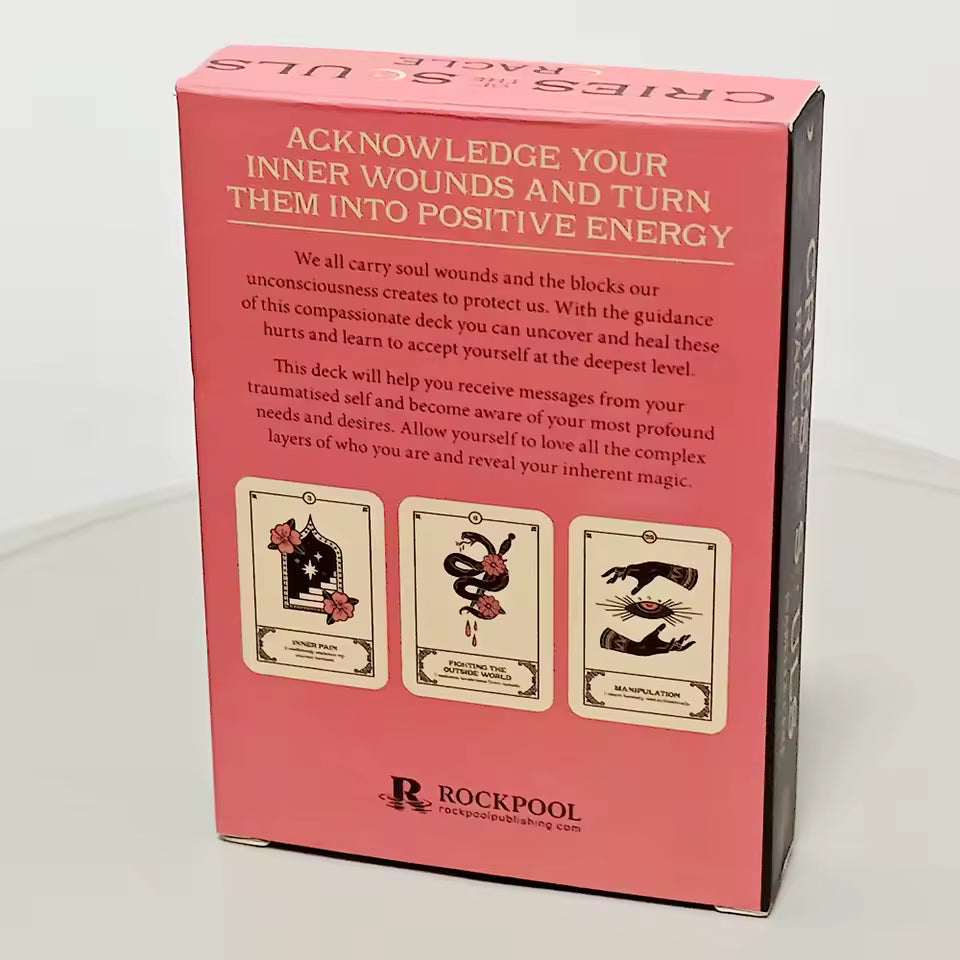 CRIES OF THE SOULS
ORACLE
ACKNOWLEDGE YOUR
INNER WOUNDS AND TURN
THEM INTO POSITIVE ENERGY
We all carry soul wounds and the blocks our
unconsciousness creates to protect us. With the guidance
of this compassionate deck you can uncover and heal these
hurts and learn to accept yourself at the deepest level.
This deck will help you receive messages from your
traumatised self and become aware of your most profound
needs and desires. Allow yourself to love all the complex
layers of who you are and reveal your inherent magic.
3
INNER PAIN
6
FIGHTING THE
OUTSIDE WORLD
MANIPULATION
R ROCKPOOL
rockpoolpublishing.com